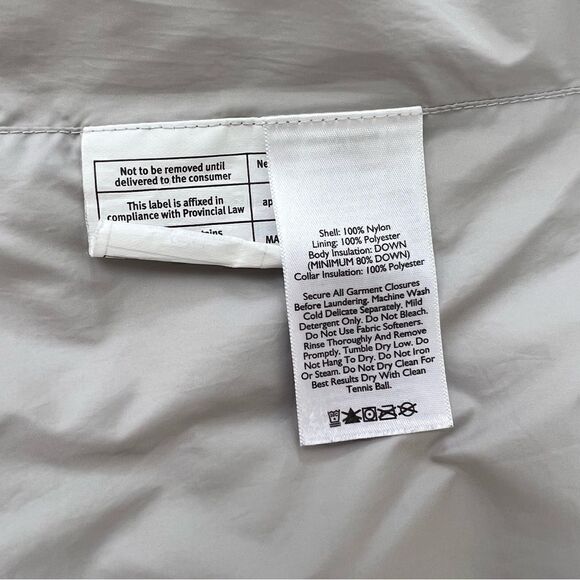 Not to be removed until
delivered to the consumer
This label is affixed in
compliance with Provincial Law
Ne
ap
MA
Shell: 100% Nylon
Lining: 100% Polyester
Body Insulation: DOWN
(MINIMUM 80% DOWN)
Collar Insulation: 100% Polyester
Secure All Garment Closures
Before Laundering. Machine Wash
Cold Delicate Separately. Mild
Detergent Only. Do Not Bleach.
Do Not Use Fabric Softeners.
Rinse Thoroughly And Remove
Promptly. Tumble Dry Low. Do
Not Hang To Dry. Do Not Iron
Or Steam. Do Not Dry Clean For
Best Results Dry With Clean
Tennis Ball.